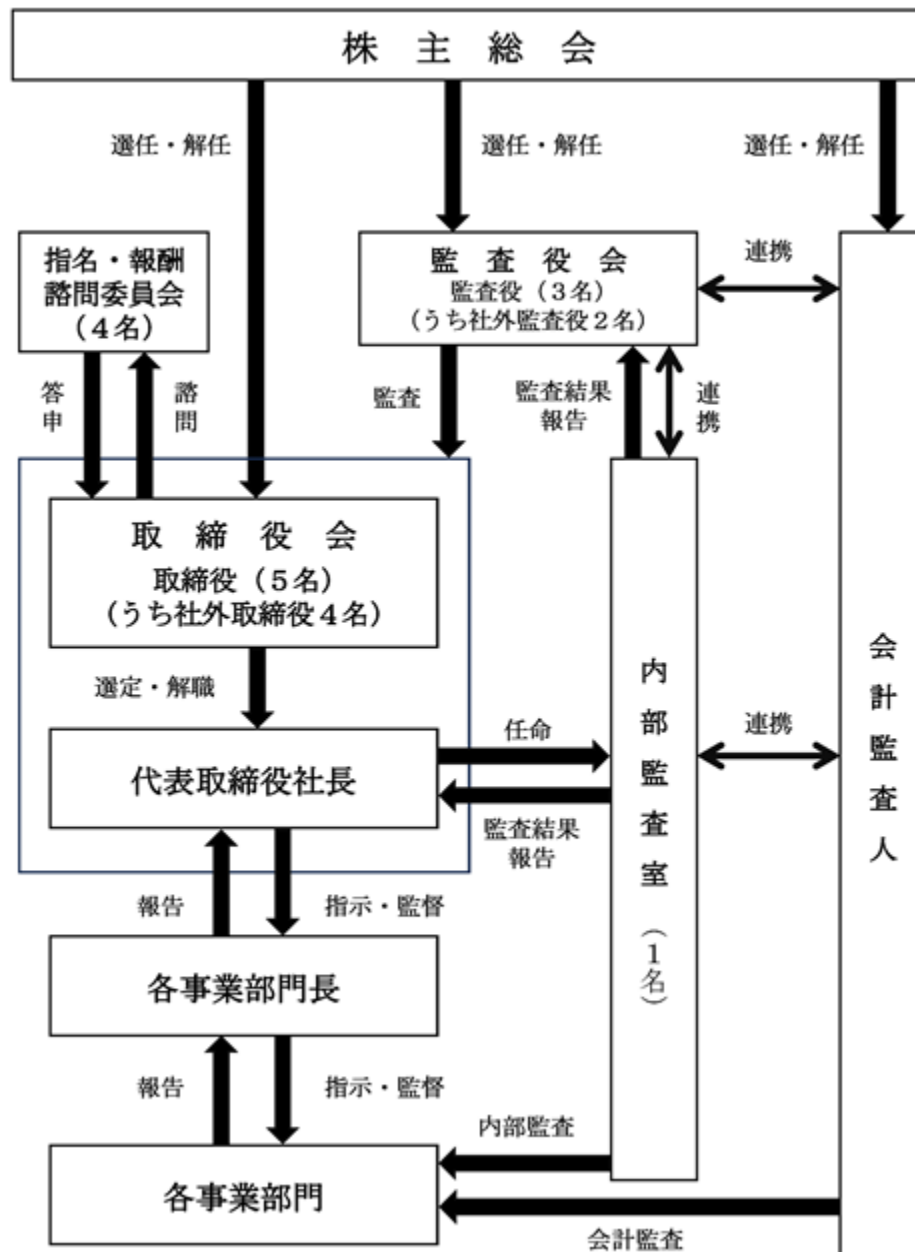 株 主 総 会
選任・解任
選任・解任
選任・解任
指名・報酬
諮問委員会
(４名)
監 査 役 会
監査役（３名）
(うち社外監査役２名)
連携
答申
諮問
監査
監査結果
報告
連携
取 締 役 会
取締役（５名）
(うち社外取締役４名)
選定・解職
代表取締役社長
任命
監査結果
報告
内部監査室（１名）
連携
会計監査人
報告
指示・監督
各事業部門長
報告
指示・監督
内部監査
各事業部門
会計監査